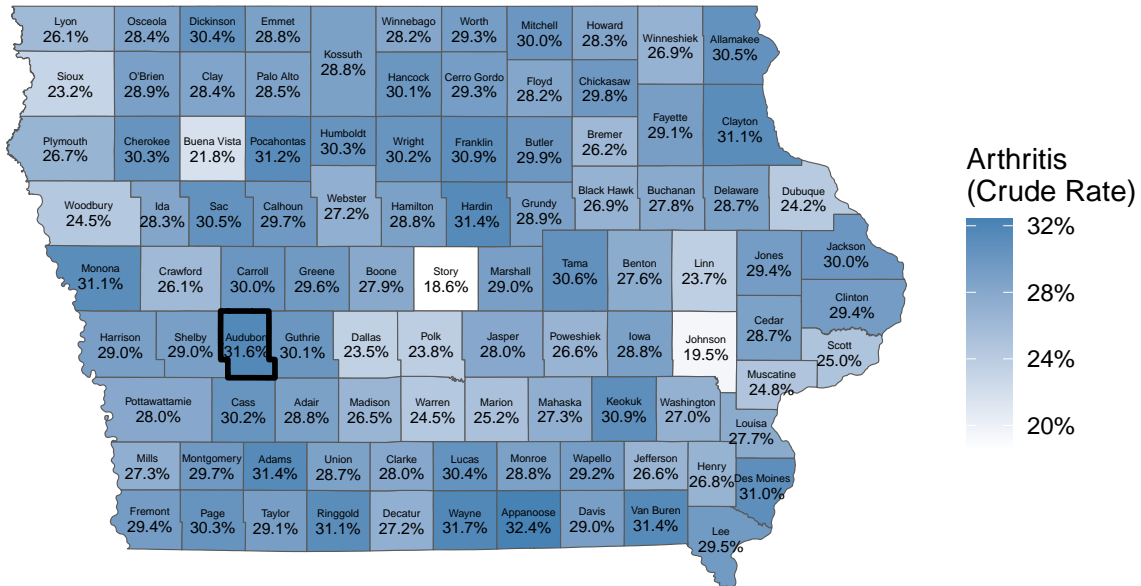 Lyon
26.1%
Osceola
28.4%
Dickinson
30.4%
Emmet
28.8%
Winnebago
28.2%
Worth
29.3%
Mitchell
30.0%
Howard
28.3%
Winneshiek
26.9%
Allamakee
30.5%
Kossuth
28.8%
Sioux
23.2%
O'Brien
28.9%
Clay
28.4%
Palo Alto
28.5%
Hancock
30.1%
Cerro Gordo
29.3%
Floyd
28.2%
Chickasaw
29.8%
Fayette
29.1%
Clayton
31.1%
Plymouth
26.7%
Cherokee
30.3%
Buena Vista
21.8%
Pocahontas
31.2%
Humboldt
30.3%
Wright
30.2%
Franklin
30.9%
Butler
29.9%
Bremer
26.2%
Woodbury
24.5%
Ida
28.3%
Sac
30.5%
Calhoun
29.7%
Webster
27.2%
Hamilton
28.8%
Hardin
31.4%
Grundy
28.9%
Black Hawk
26.9%
Buchanan
27.8%
Delaware
28.7%
Dubuque
24.2%
Monona
31.1%
Crawford
26.1%
Carroll
30.0%
Greene
29.6%
Boone
27.9%
Story
18.6%
Marshall
29.0%
Tama
30.6%
Benton
27.6%
Linn
23.7%
Jones
29.4%
Jackson
30.0%
Clinton
29.4%
Harrison
29.0%
Shelby
29.0%
Audubon
31.6%
Guthrie
30.1%
Dallas
23.5%
Polk
23.8%
Jasper
28.0%
Poweshiek
26.6%
Iowa
28.8%
Johnson
19.5%
Cedar
28.7%
Scott
25.0%
Muscatine
24.8%
Pottawattamie
28.0%
Cass
30.2%
Adair
28.8%
Madison
26.5%
Warren
24.5%
Marion
25.2%
Mahaska
27.3%
Keokuk
30.9%
Washington
27.0%
Louisa
27.7%
Mills
27.3%
Montgomery
29.7%
Adams
31.4%
Union
28.7%
Clarke
28.0%
Lucas
30.4%
Monroe
28.8%
Wapello
29.2%
Jefferson
26.6%
Henry
26.8%
Des Moines
31.0%
Fremont
29.4%
Page
30.3%
Taylor
29.1%
Ringgold
31.1%
Decatur
27.2%
Wayne
31.7%
Appanoose
32.4%
Davis
29.0%
Van Buren
31.4%
Lee
29.5%
Arthritis
(Crude Rate)
32%
28%
24%
20%